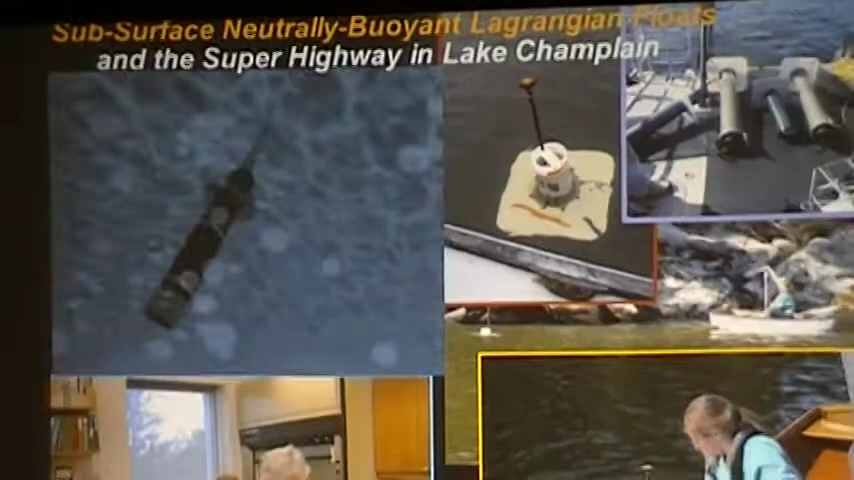 Sub-Surface Neutrally-Buoyant Lagrangian Floats
and the Super Highway in Lake Champlain